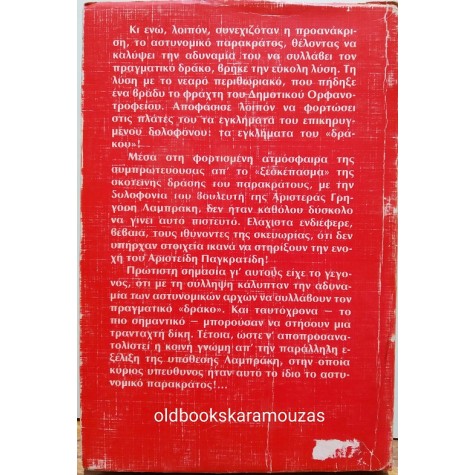 Κι ενώ, λοιπόν, συνεχιζόταν η προανάκρι-
ση, το αστυνομικό παρακράτος, θέλοντας να
καλύψει την αδυναμία του να συλλάβει τον
πραγματικό δράκο, βρήκε την εύκολη λύση. Τη
λύση με το νεαρό περιθωριακό, που πήδηξε
ένα βράδυ το φράχτη του Δημοτικού Ορφανο-
τροφείου. Αποφάσισε λοιπόν να φορτώσει
στις πλάτες του τα εγκλήματα του επικηρυγ-
μένου δολοφόνου: τα εγκλήματα του «δρά-
κου»!
Μέσα στη φορτισμένη ατμόσφαιρα της
συμπρωτεύουσας απ' το «ξεσκέπασμα» της
σκοτεινής δράσης του παρακράτους, με την
δολοφονία του βουλευτή της Αριστεράς Γρη-
γόρη Λαμπράκη, δεν ήταν καθόλου δύσκολο
να γίνει αυτό πιστευτό. Ελάχιστα ενδιέφερε,
βέβαια, τους ιθύνοντες της σκευωρίας, ότι δεν
υπήρχαν στοιχεία ικανά να στηρίξουν την ενο-
χή του Αριστείδη Παγκρατίδη!
Πρώτιστη σημασία γι' αυτούς είχε το γεγο-
νός, ότι με τη σύλληψη κάλυπταν την αδυνα-
μία των αστυνομικών αρχών να συλλάβουν τον
πραγματικό «δράκο». Και ταυτόχρονα — το
πιο σημαντικό — μπορούσαν να στήσουν μια
τρανταχτή δίκη. Τέτοια, ώστε ν' αποπροσανα-
τολιστεί η κοινή γνώμη απ' την παράλληλη ε-
ξέλιξη της υπόθεσης Λαμπράκη, στην οποία
κύριος υπεύθυνος ήταν αυτό το ίδιο το αστυ-
νομικό παρακράτος!...
oldbookskaramouzas